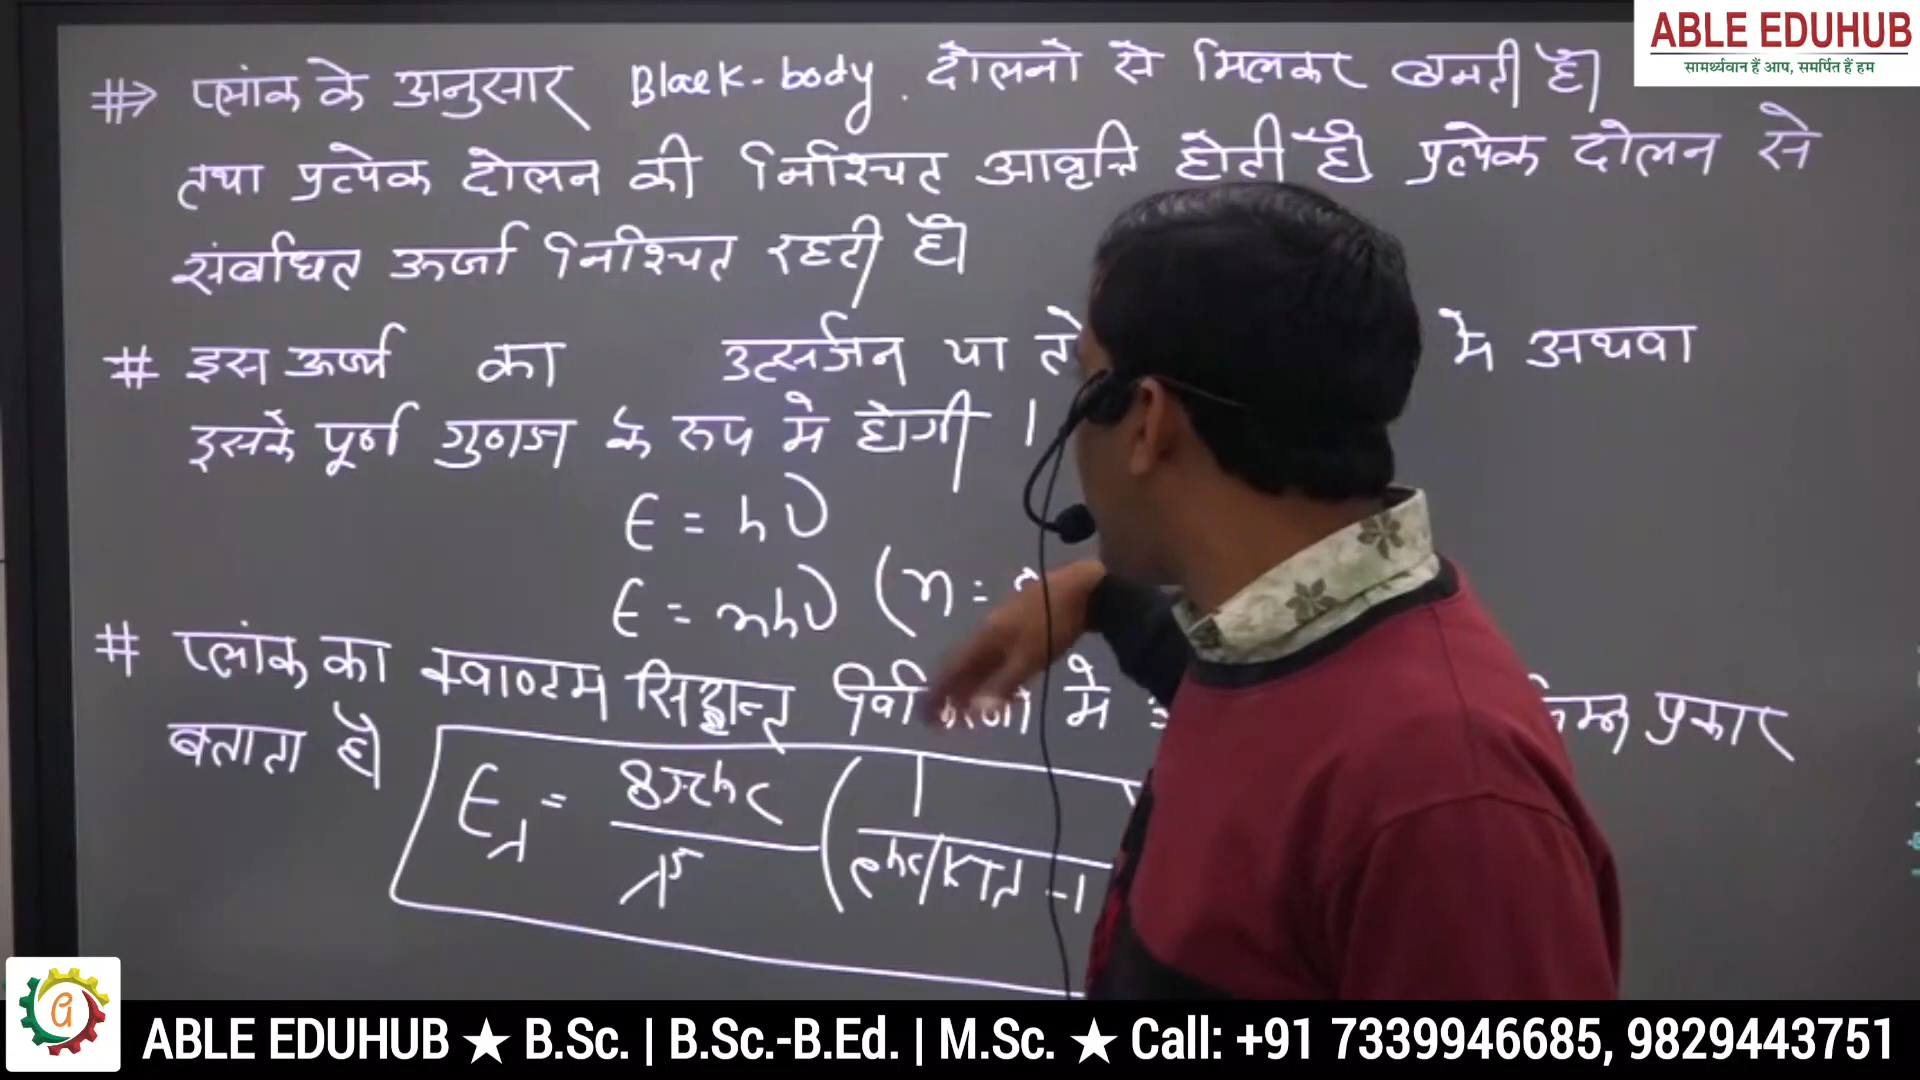 ABLE EDUHUB
सामर्थ्यवान हैं आप, समर्पित हैं हम
#⇒ प्लांक के अनुसार Black-body. दोलनो से मिलकर बनती है।
तथा प्रत्येक दोलन की निश्चित आवृत्ति होती है। प्रत्येक दोलन से
संबंधित ऊर्जा निश्चित रहती है।
# इस ऊर्जा का उत्सर्जन या तो मे अथवा
इसके पूर्ण गुणज के रूप मे होगी ।
E = hν
E = nhν (n =
# प्लांक का क्वाण्टम सिद्धान्त मे निम्न प्रकार
बताता है।
E_λ = 8πhc / λ^5 ( 1 / e^{hc/KTλ} - 1
ABLE EDUHUB ★ B.Sc. | B.Sc.-B.Ed. | M.Sc. ★ Call: +91 7339946685, 9829443751